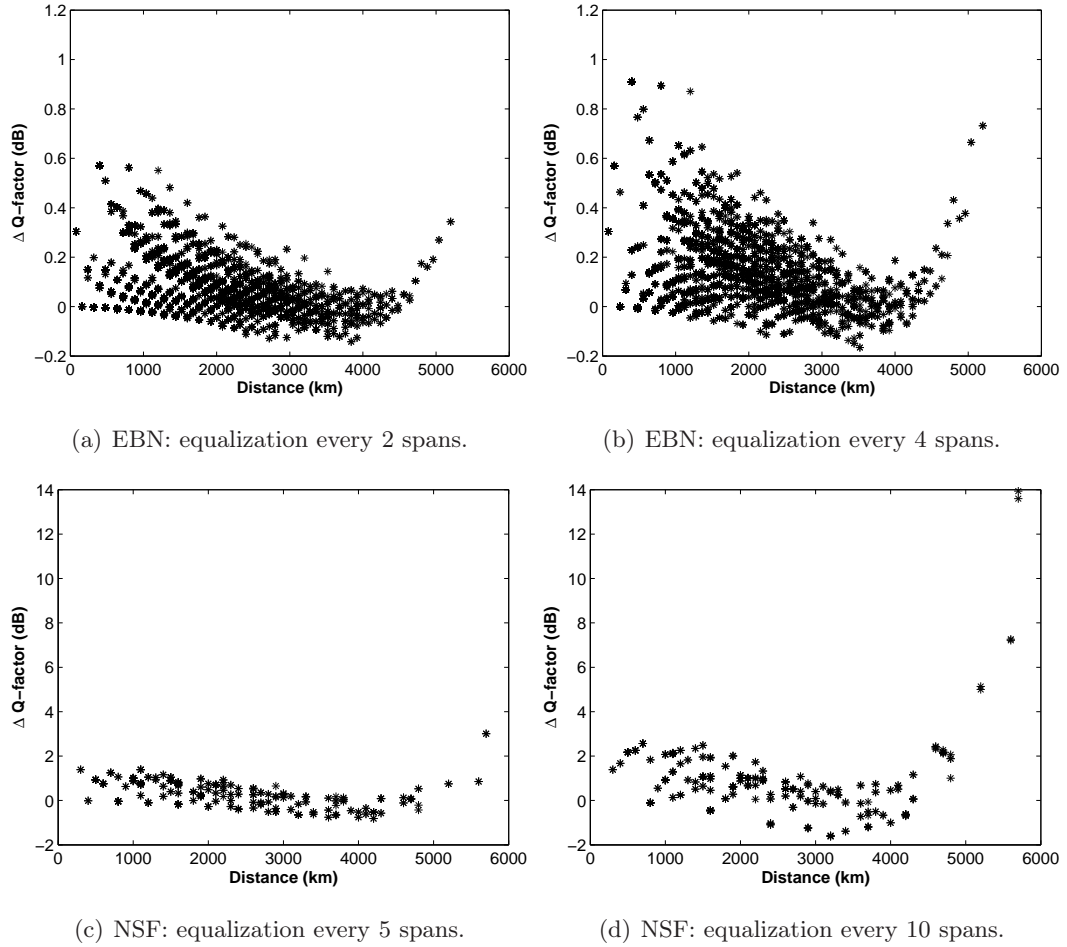 1.2
1
0.8
0.6
0.4
0.2
0
−0.2
0 1000 2000 3000 4000 5000 6000
Δ Q−factor (dB)
Distance (km)
(a) EBN: equalization every 2 spans.
1.2
1
0.8
0.6
0.4
0.2
0
−0.2
0 1000 2000 3000 4000 5000 6000
Δ Q−factor (dB)
Distance (km)
(b) EBN: equalization every 4 spans.
14
12
10
8
6
4
2
0
−2
0 1000 2000 3000 4000 5000 6000
Δ Q−factor (dB)
Distance (km)
(c) NSF: equalization every 5 spans.
14
12
10
8
6
4
2
0
−2
0 1000 2000 3000 4000 5000 6000
Δ Q−factor (dB)
Distance (km)
(d) NSF: equalization every 10 spans.